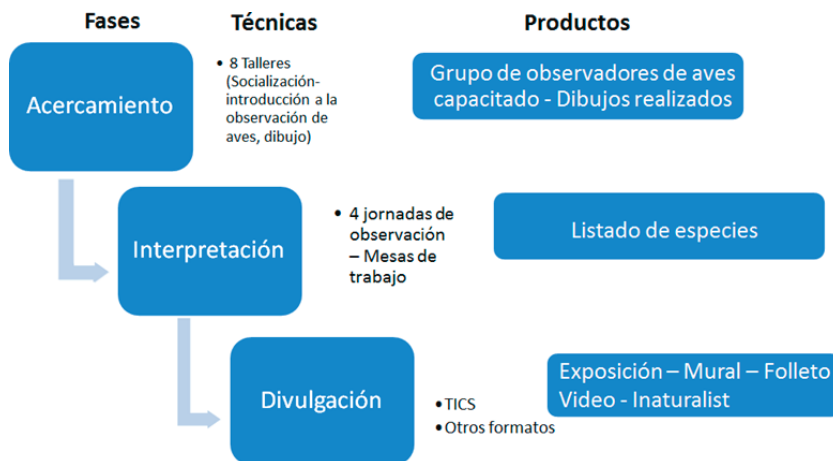 Fases
Técnicas
Productos
Acercamiento
• 8 Talleres
(Socialización-
introducción a la
observación de
aves, dibujo)
Grupo de observadores de aves
capacitado - Dibujos realizados
Interpretación
• 4 jornadas de
observación
– Mesas de
trabajo
Listado de especies
Divulgación
• TICS
• Otros formatos
Exposición – Mural – Folleto
Video - Inaturalist